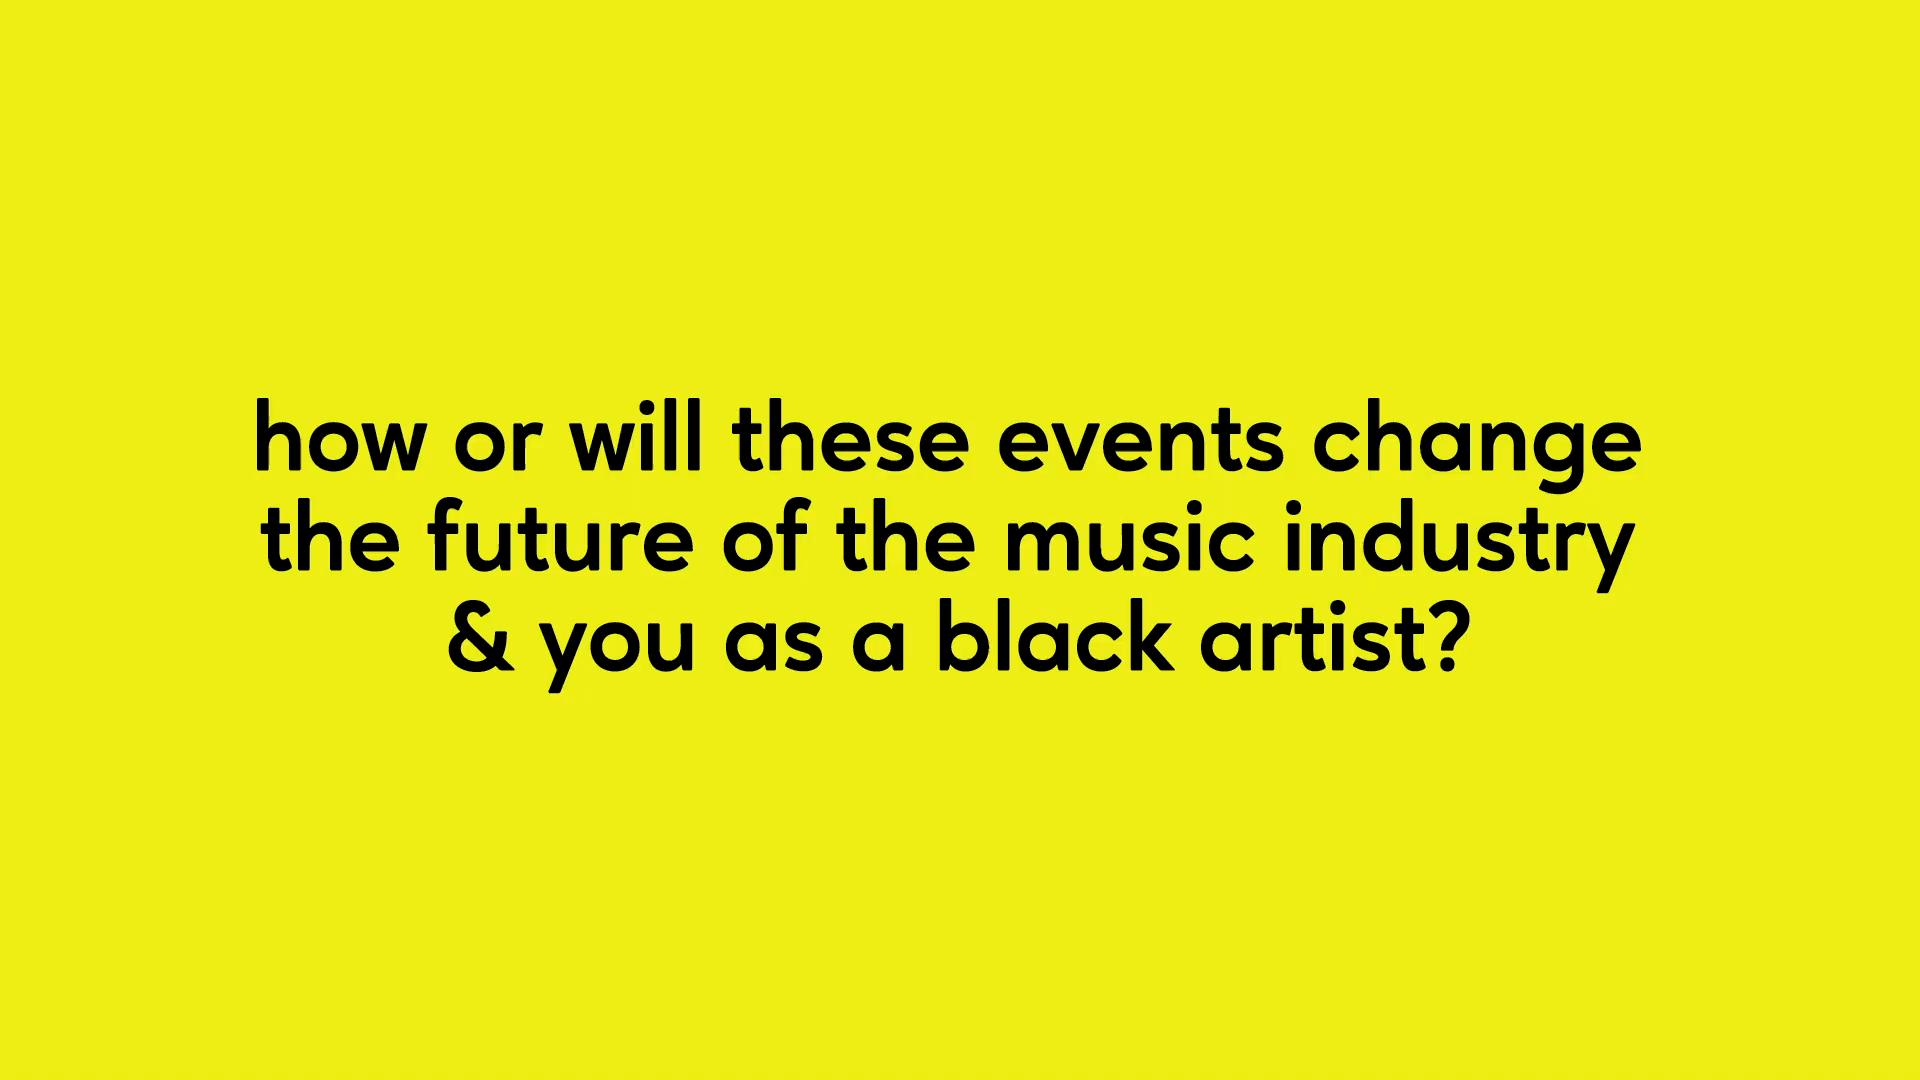 how or will these events change
the future of the music industry
& you as a black artist?